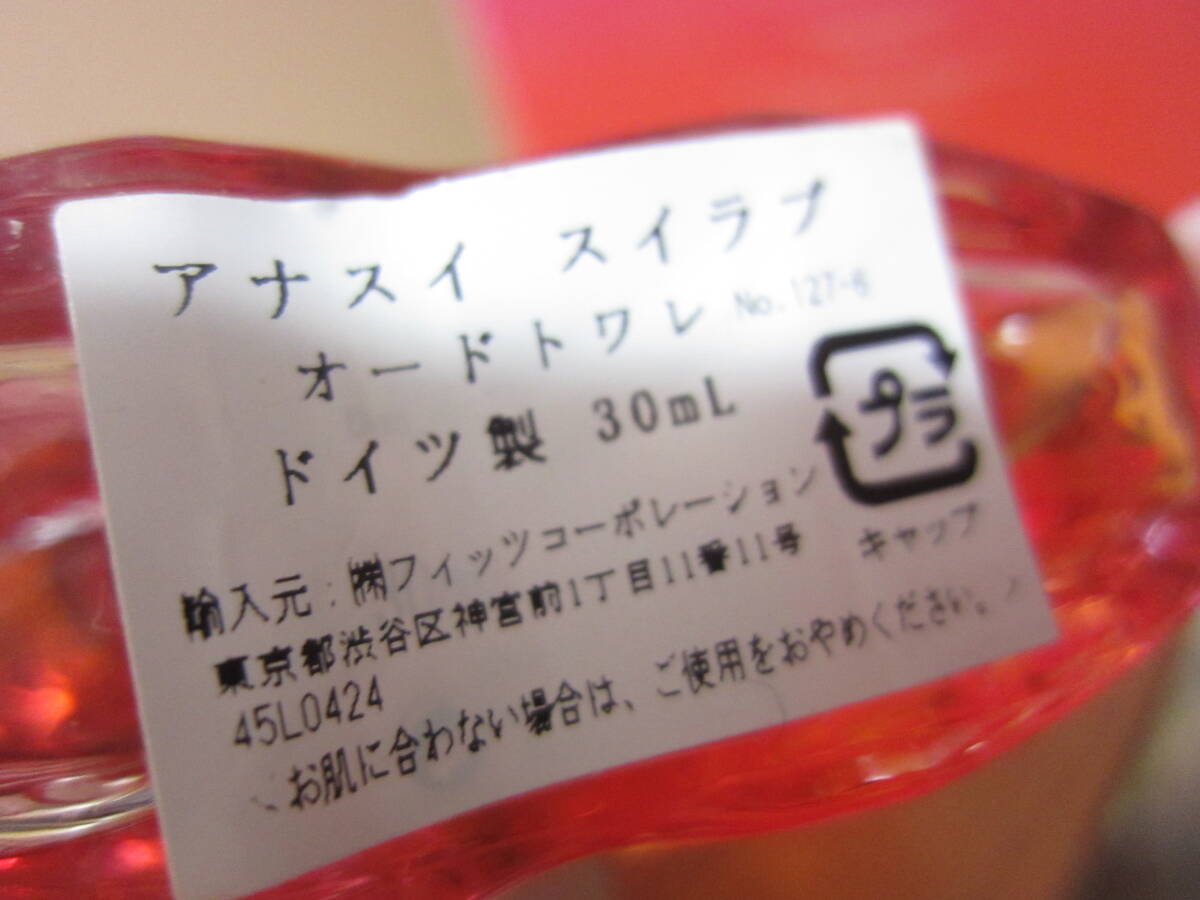 アナスイ スイラブ
オードトワレ No.127-6
ドイツ製 30mL
プラ
キャップ
輸入元:㈱フィッツコーポレーション
東京都渋谷区神宮前1丁目11番11号
45L0424
お肌に合わない場合は、ご使用をおやめください。